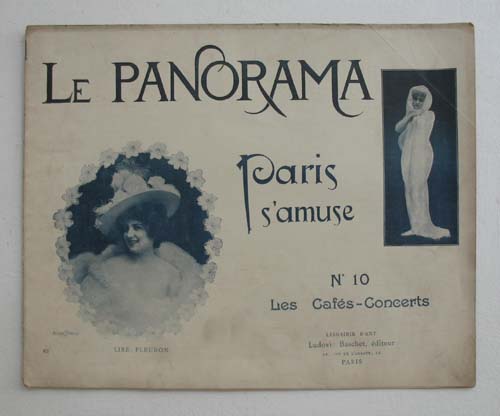 LE PANORAMA
Paris
s'amuse
N° 10
Les Cafés-Concerts
LISE FLEURON
LIBRAIRIE D'ART
Ludovic Baschet, éditeur
PARIS